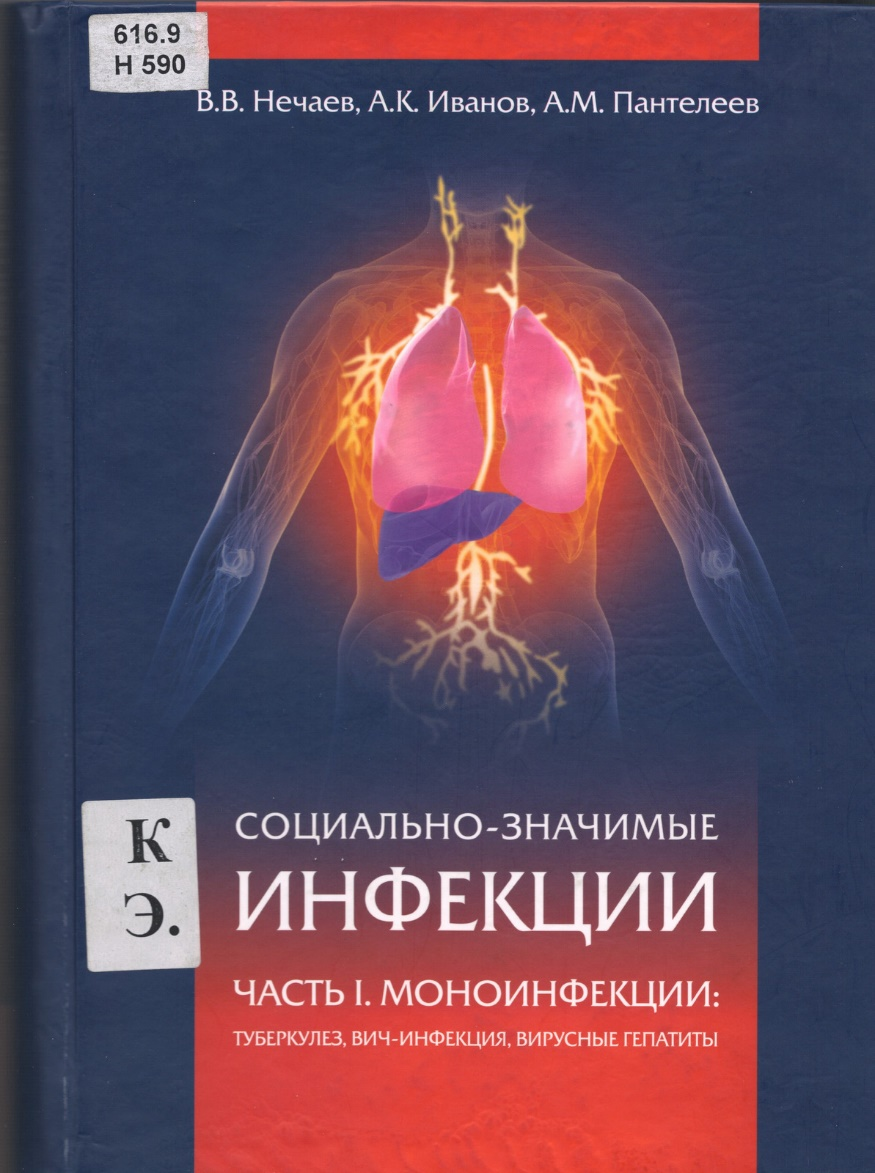 616.9
Н 590
В.В. Нечаев, А.К. Иванов, А.М. Пантелеев
СОЦИАЛЬНО-ЗНАЧИМЫЕ
ИНФЕКЦИИ
ЧАСТЬ I. МОНОИНФЕКЦИИ:
ТУБЕРКУЛЕЗ, ВИЧ-ИНФЕКЦИЯ, ВИРУСНЫЕ ГЕПАТИТЫ
К
Э.